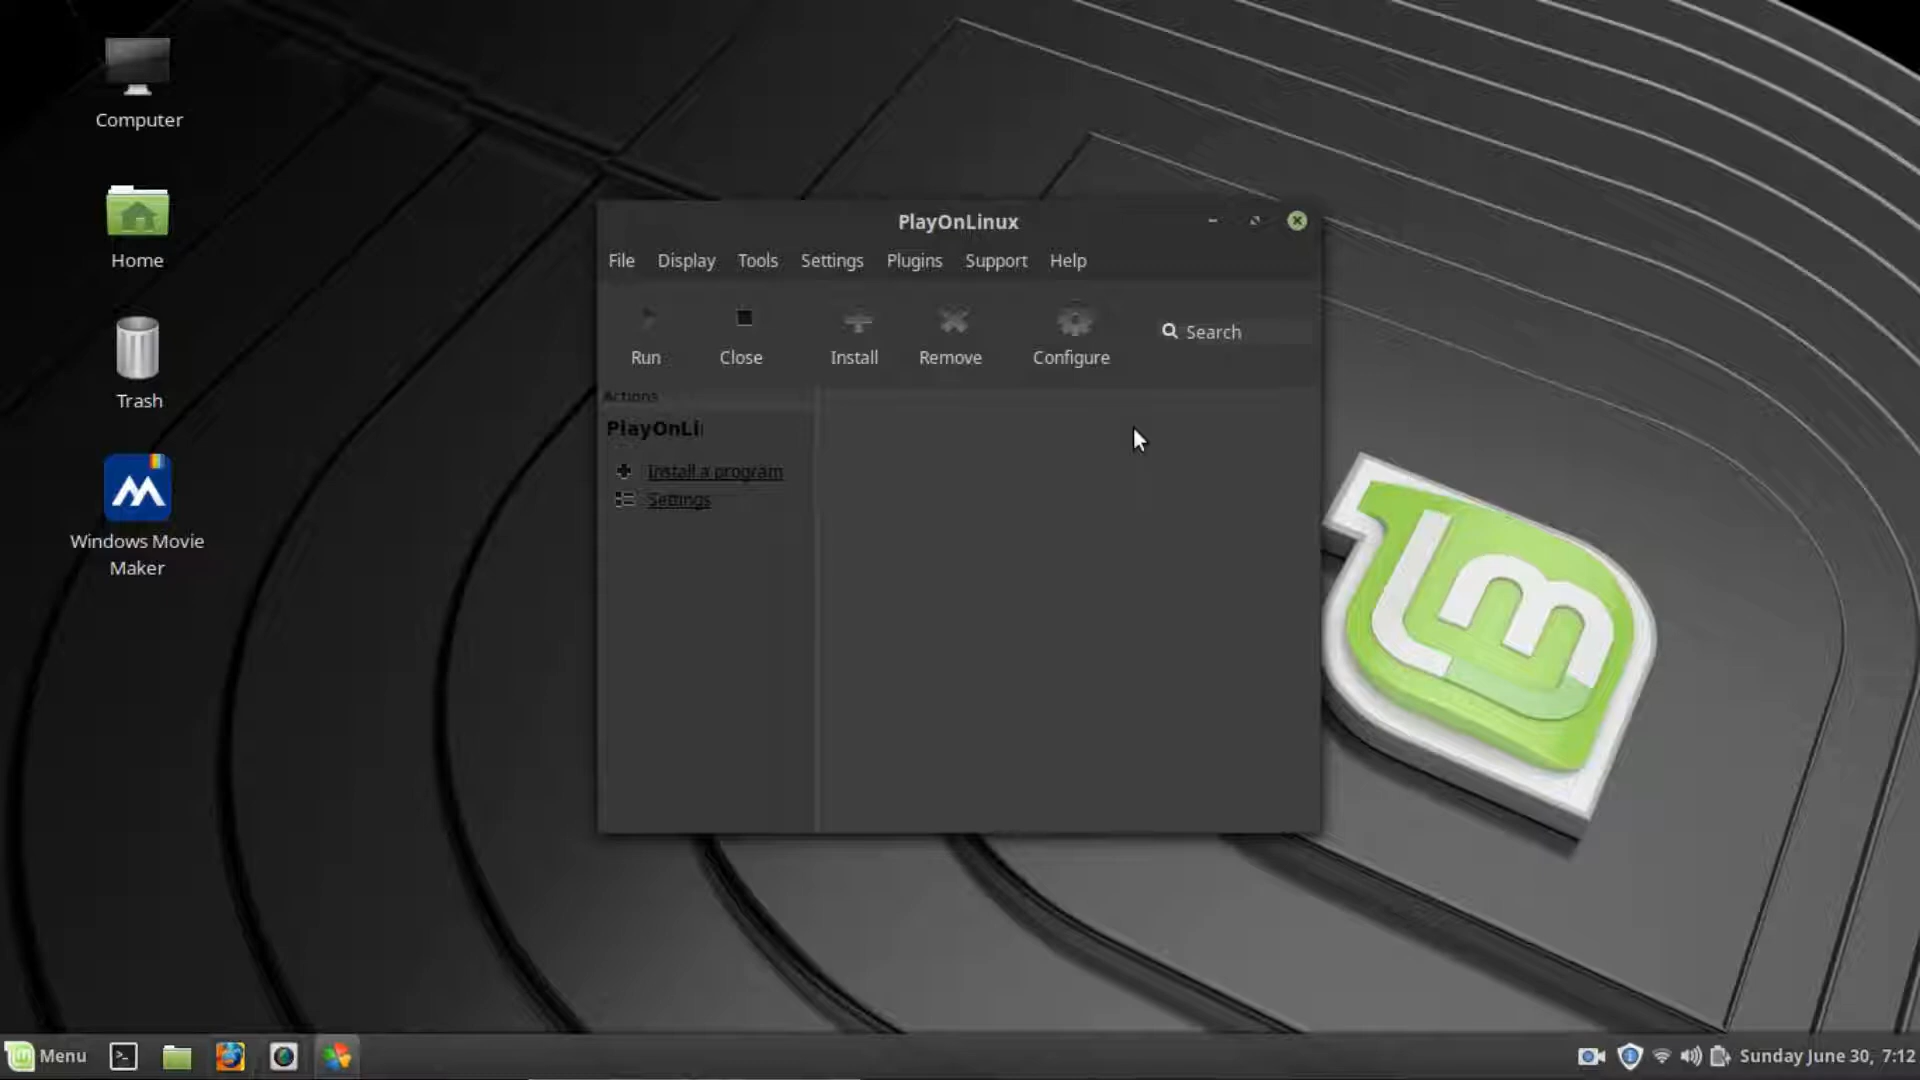 Computer
Home
Trash
Windows Movie
Maker
PlayOnLinux
File Display Tools Settings Plugins Support Help
Run Close Install Remove Configure Search
Actions
PlayOnLi
Install a program
Settings
Menu
Sunday June 30, 7:12